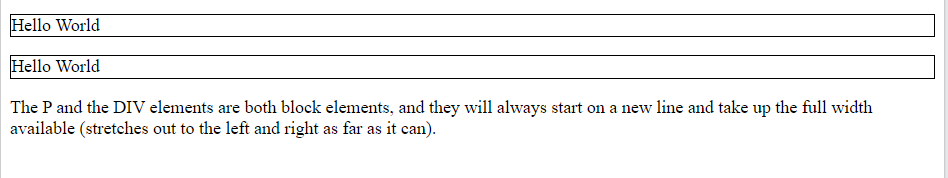 Hello World
Hello World
The P and the DIV elements are both block elements, and they will always start on a new line and take up the full width
available (stretches out to the left and right as far as it can).